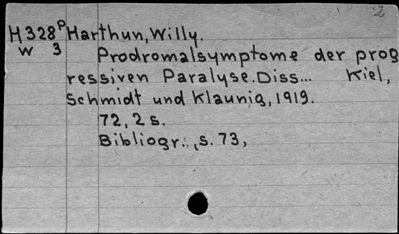 2
H328P Harthun, Willy.
W 3 Prodromalsymptome der prog
ressiven Paralyse. Diss... Kiel,
Schmidt und Klaunig, 1919.
72, 2 s.
Bibliogr.: , s. 73,